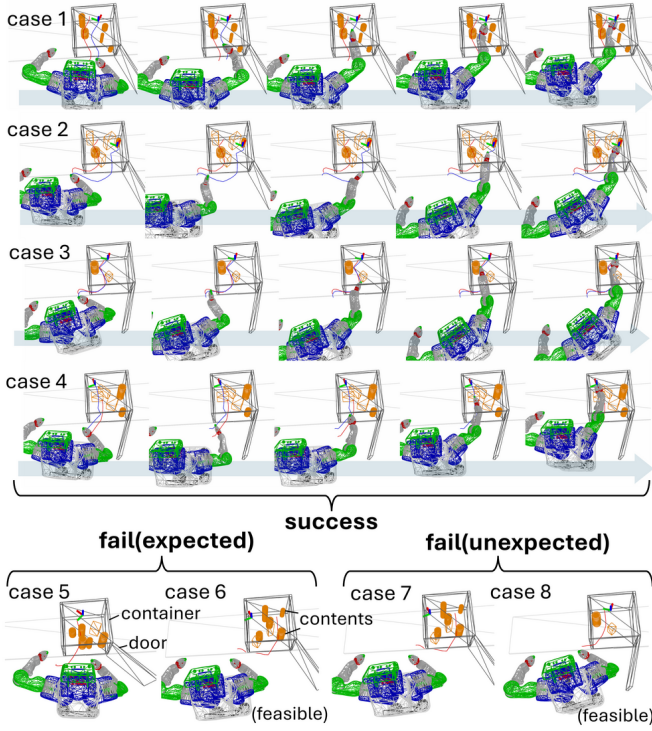 case 1
case 2
case 3
case 4
success
fail(expected)
fail(unexpected)
case 5
case 6
case 7
case 8
container
contents
door
(feasible)
(feasible)